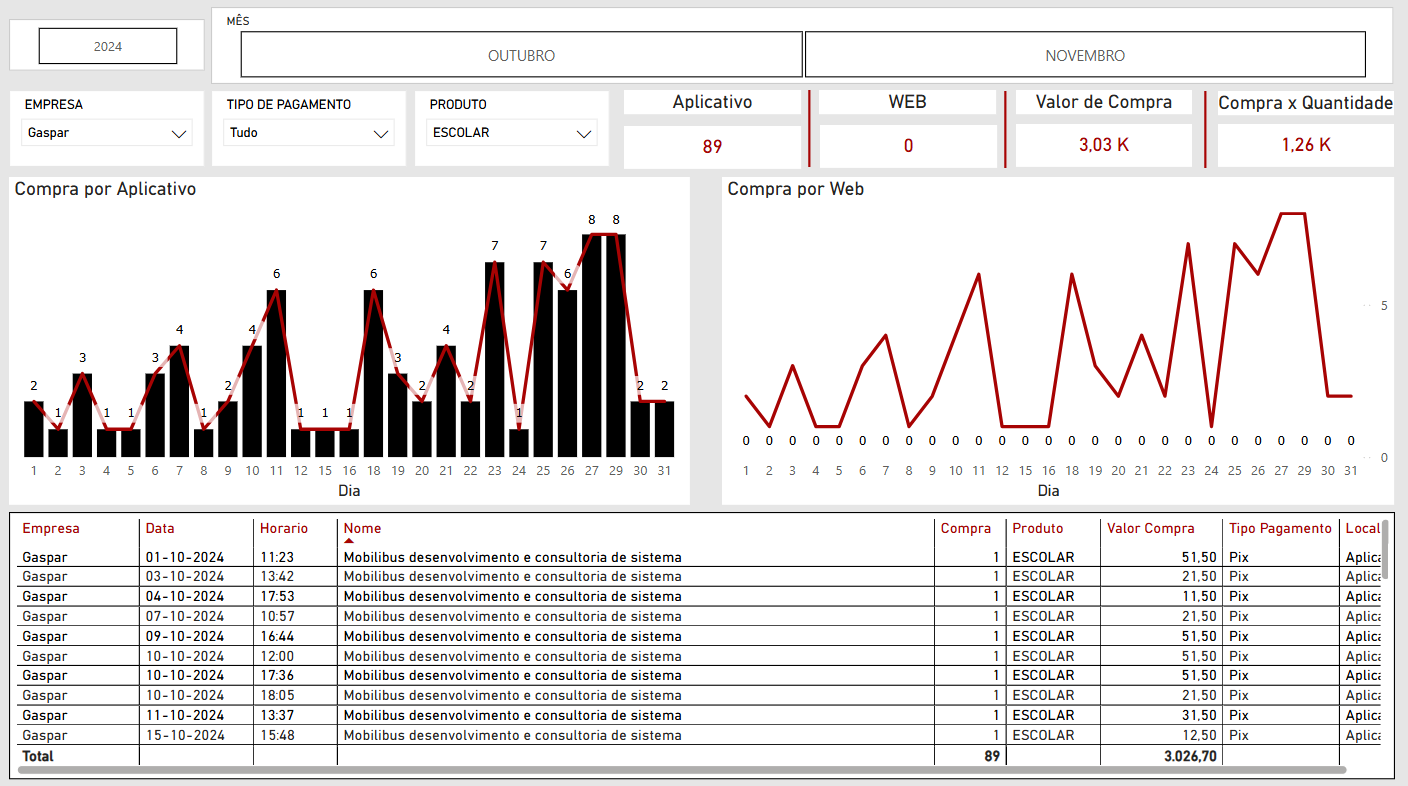 2024
MÊS
OUTUBRO NOVEMBRO
EMPRESA
Gaspar
TIPO DE PAGAMENTO
Tudo
PRODUTO
ESCOLAR
Aplicativo
89
WEB
0
Valor de Compra
3,03 K
Compra x Quantidade
1,26 K
Compra por Aplicativo
2 1 3 1 1 3 4 1 2 4 6 1 1 1 6 3 2 4 2 7 1 7 6 8 8 2 2
1 2 3 4 5 6 7 8 9 10 11 12 15 16 18 19 20 21 22 23 24 25 26 27 29 30 31
Dia
Compra por Web
5
0 0 0 0 0 0 0 0 0 0 0 0 0 0 0 0 0 0 0 0 0 0 0 0 0 0 0
0
1 2 3 4 5 6 7 8 9 10 11 12 15 16 18 19 20 21 22 23 24 25 26 27 29 30 31
Dia
Empresa Data Horario Nome Compra Produto Valor Compra Tipo Pagamento Local
Gaspar 01-10-2024 11:23 Mobilibus desenvolvimento e consultoria de sistema 1 ESCOLAR 51,50 Pix Aplica
Gaspar 03-10-2024 13:42 Mobilibus desenvolvimento e consultoria de sistema 1 ESCOLAR 21,50 Pix Aplica
Gaspar 04-10-2024 17:53 Mobilibus desenvolvimento e consultoria de sistema 1 ESCOLAR 11,50 Pix Aplica
Gaspar 07-10-2024 10:57 Mobilibus desenvolvimento e consultoria de sistema 1 ESCOLAR 21,50 Pix Aplica
Gaspar 09-10-2024 16:44 Mobilibus desenvolvimento e consultoria de sistema 1 ESCOLAR 51,50 Pix Aplica
Gaspar 10-10-2024 12:00 Mobilibus desenvolvimento e consultoria de sistema 1 ESCOLAR 51,50 Pix Aplica
Gaspar 10-10-2024 17:36 Mobilibus desenvolvimento e consultoria de sistema 1 ESCOLAR 51,50 Pix Aplica
Gaspar 10-10-2024 18:05 Mobilibus desenvolvimento e consultoria de sistema 1 ESCOLAR 21,50 Pix Aplica
Gaspar 11-10-2024 13:37 Mobilibus desenvolvimento e consultoria de sistema 1 ESCOLAR 31,50 Pix Aplica
Gaspar 15-10-2024 15:48 Mobilibus desenvolvimento e consultoria de sistema 1 ESCOLAR 12,50 Pix Aplica
Total 89 3.026,70